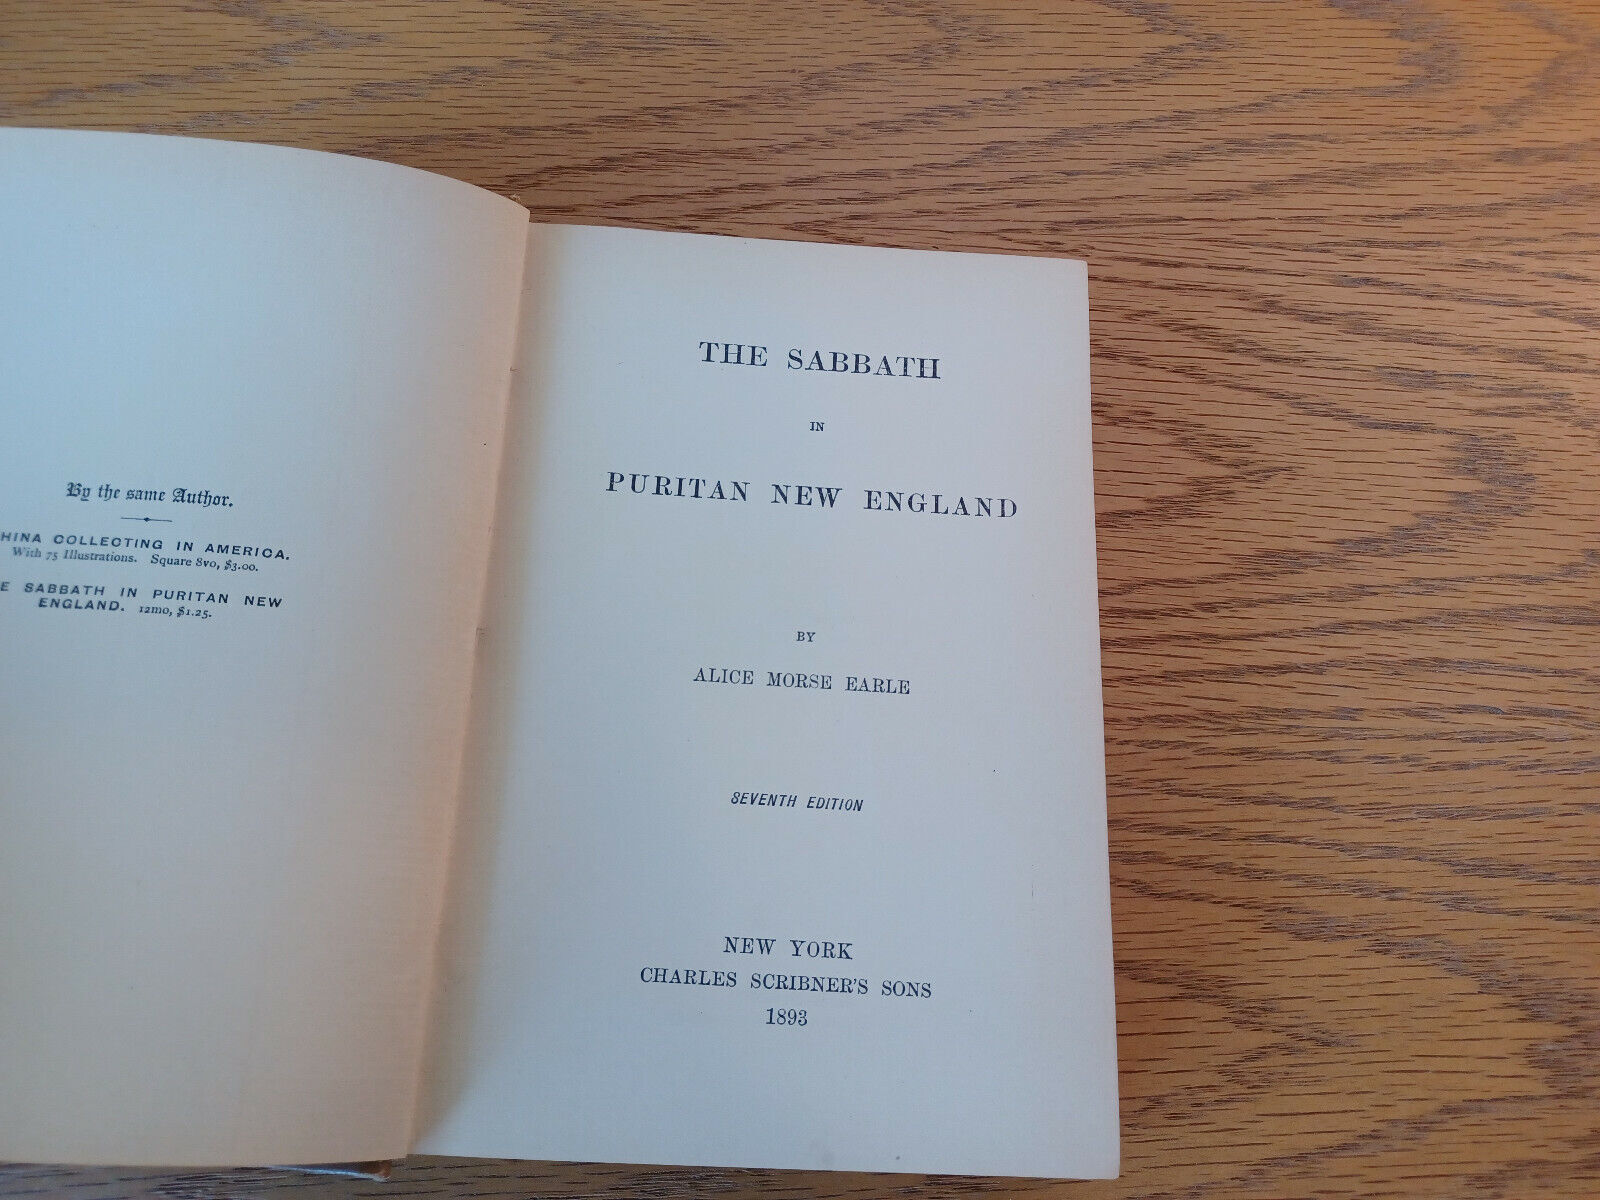 By the same Author.
HINA COLLECTING IN AMERICA.
With 75 Illustrations. Square 8vo, $3.00.
E SABBATH IN PURITAN NEW
ENGLAND. 12mo, $1.25.
THE SABBATH
IN
PURITAN NEW ENGLAND
BY
ALICE MORSE EARLE
SEVENTH EDITION
NEW YORK
CHARLES SCRIBNER'S SONS
1893